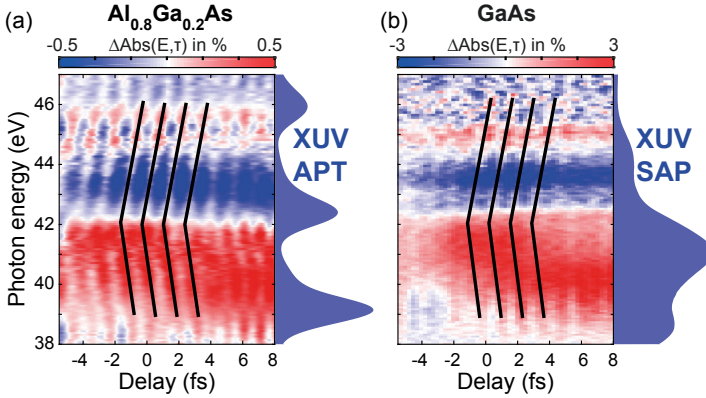 (a) Al0.8Ga0.2As
-0.5 ΔAbs(E,τ) in % 0.5
Photon energy (eV)
46
44
42
40
38
XUV
APT
-4 -2 0 2 4 6 8
Delay (fs)
(b) GaAs
-3 ΔAbs(E,τ) in % 3
XUV
SAP
-4 -2 0 2 4 6 8
Delay (fs)